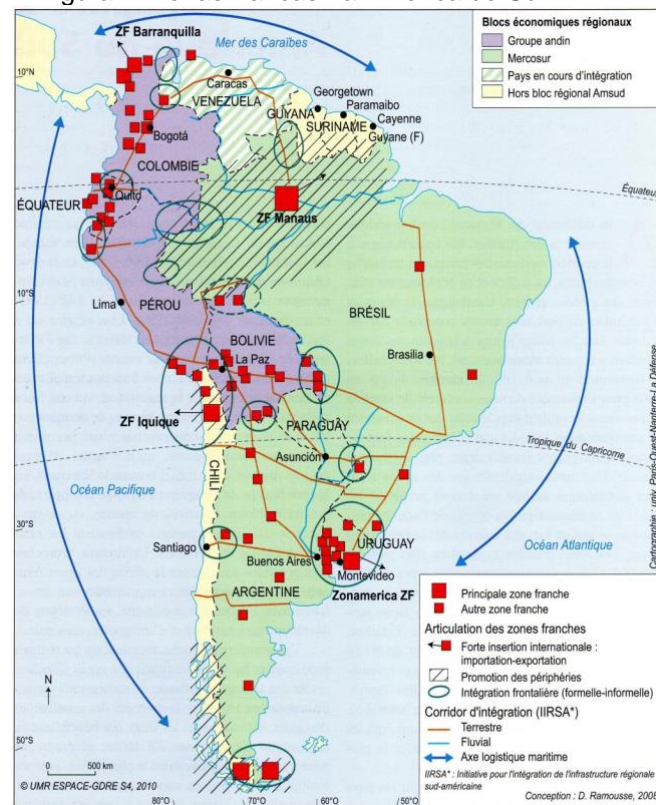 Blocs économiques régionaux
Groupe andin
Mercosur
Pays en cours d'intégration
Hors bloc régional Amsud
ZF Barranquilla
Mer des Caraïbes
10°N
Caracas
VENEZUELA
Georgetown
Paramaibo
Cayenne
GUYANA
SURINAME
Guyane (F)
Bogotá
COLOMBIE
Quito
ÉQUATEUR
Équateur
ZF Manaus
10°S
Lima
PÉROU
BRÉSIL
BOLIVIE
La Paz
Brasilia
ZF Iquique
PARAGUAY
Tropique du Capricorne
Asunción
Océan Pacifique
CHILI
30°S
Santiago
URUGUAY
Océan Atlantique
Buenos Aires
Montevideo
ARGENTINE
Zonamerica ZF
Cartographie : univ. Paris-Ouest-Nanterre-La Défense
Principale zone franche
Autre zone franche
Articulation des zones franches
Forte insertion internationale :
importation-exportation
Promotion des périphéries
Intégration frontalière (formelle-informelle)
Corridor d'intégration (IIRSA*)
Terrestre
Fluvial
Axe logistique maritime
IIRSA* : Initiative pour l'intégration de l'infrastructure régionale
sud-américaine
Conception : D. Ramousse, 2008
N
500 km
50°S
© UMR ESPACE-GDRE S4, 2010
80°0
70°0
60°0
50°0